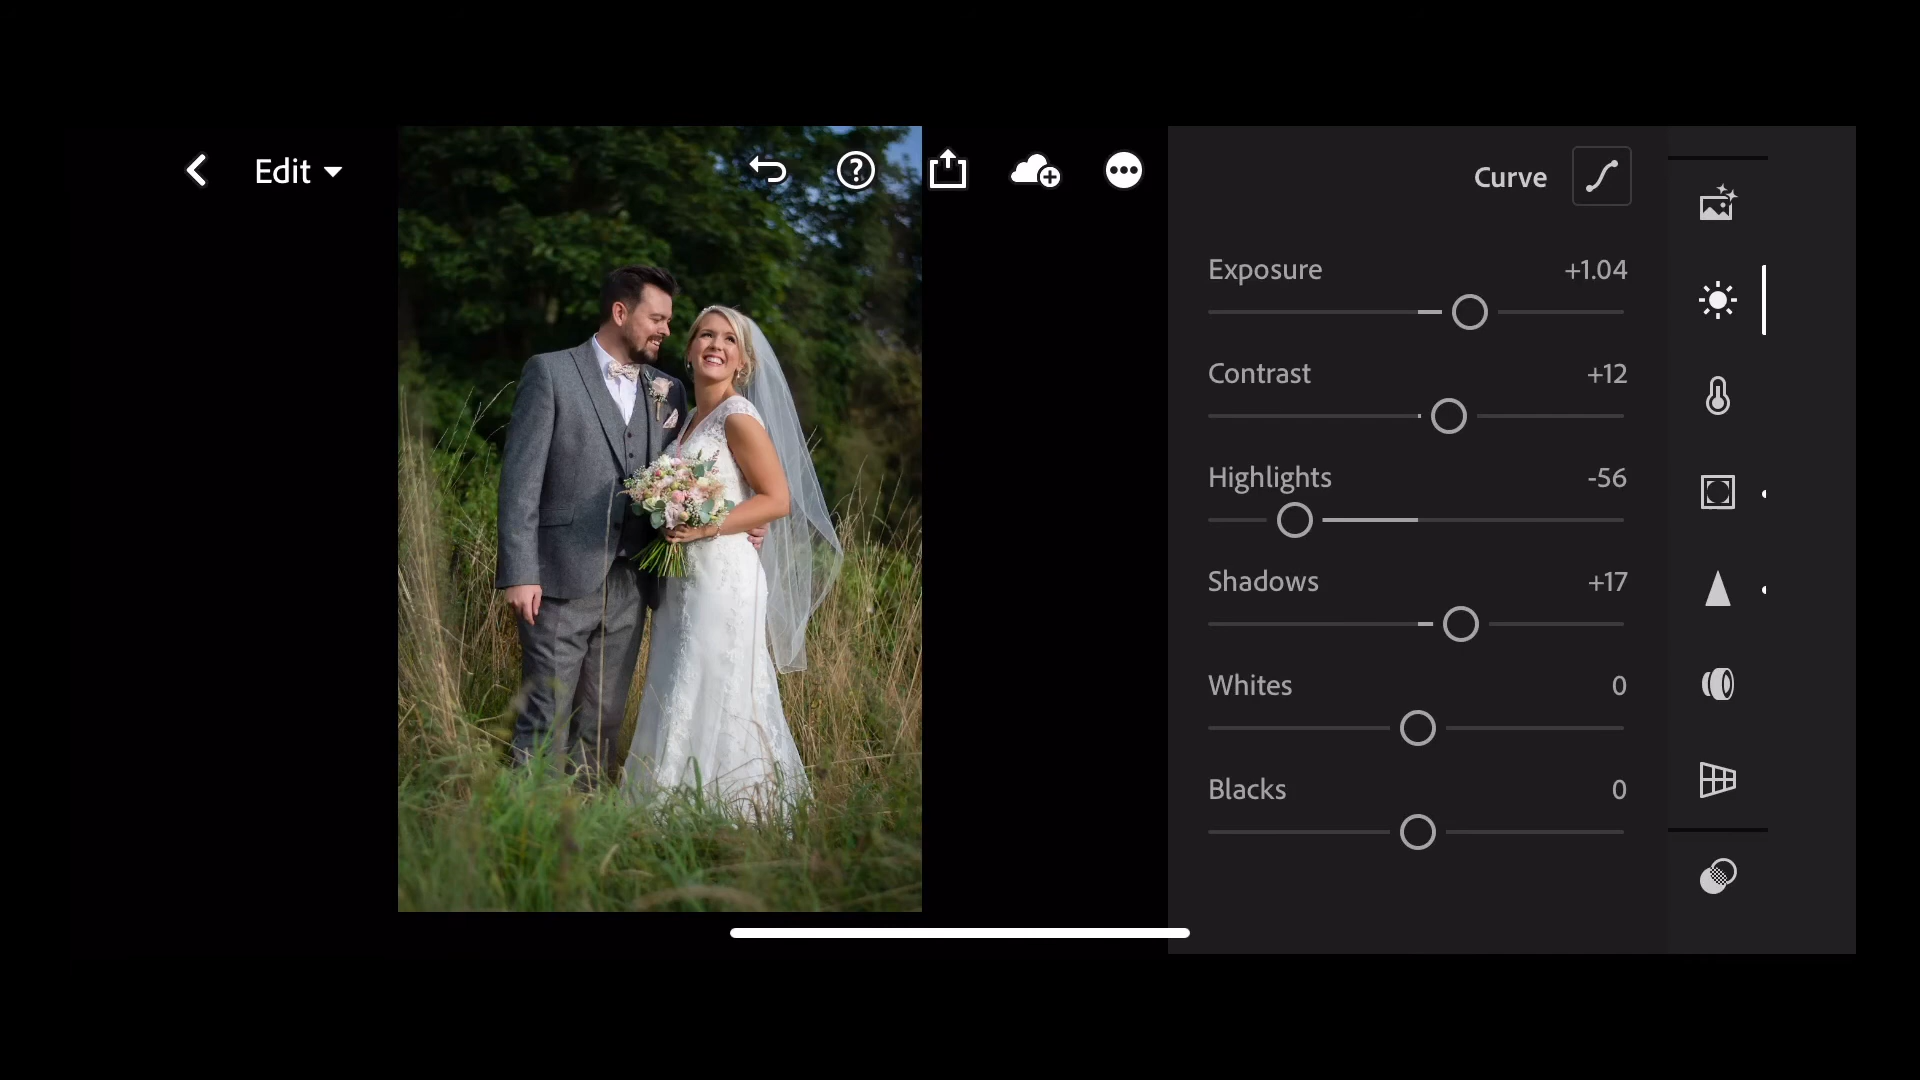 Edit
Curve
Exposure +1.04
Contrast +12
Highlights -56
Shadows +17
Whites 0
Blacks 0